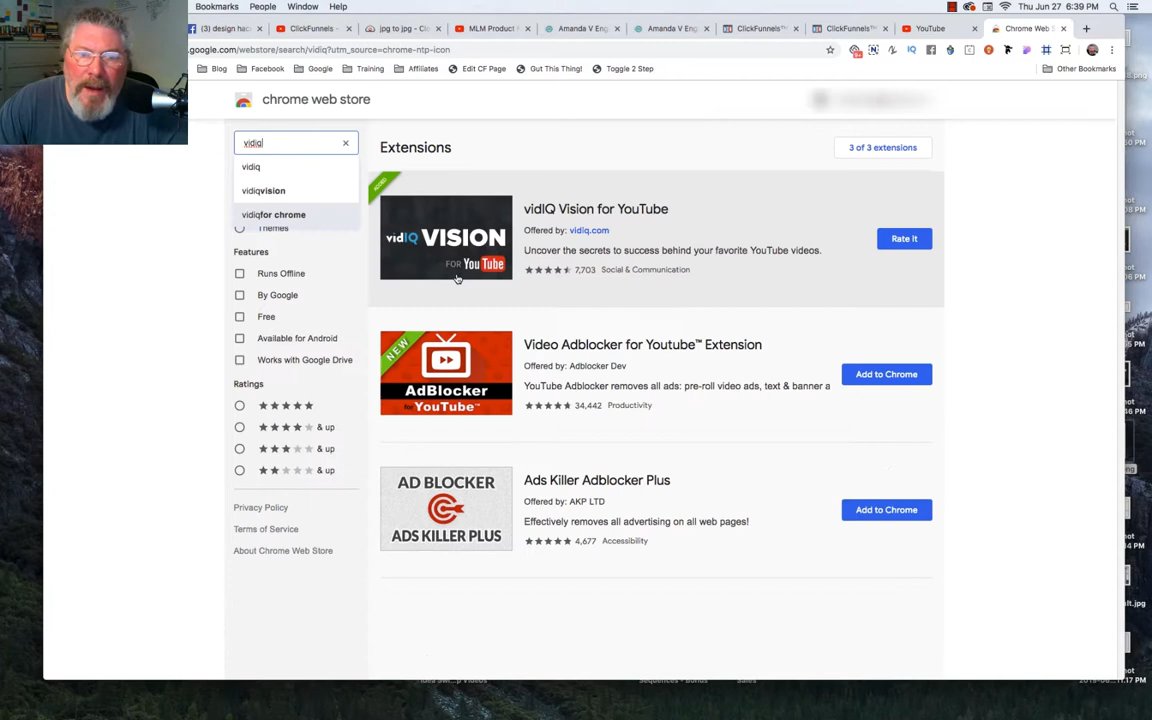 Bookmarks People Window Help
Thu Jun 27 6:39 PM
(3) design hac
ClickFunnels -
jpg to jpg - Clo
MLM Product
Amanda V Eng
Amanda V Eng
ClickFunnels™
ClickFunnels™
YouTube
Chrome Web S
.google.com/webstore/search/vidiq?utm_source=chrome-ntp-icon
Blog
Facebook
Google
Training
Affiliates
Edit CF Page
Gut This Thing!
Toggle 2 Step
Other Bookmarks
chrome web store
vidiq
vidiq
vidiqvision
vidiqfor chrome
Themes
Features
Runs Offline
By Google
Free
Available for Android
Works with Google Drive
Ratings
& up
& up
& up
Privacy Policy
Terms of Service
About Chrome Web Store
Extensions
3 of 3 extensions
ADDED
vidIQ VISION
FOR YouTube
vidIQ Vision for YouTube
Offered by: vidiq.com
Uncover the secrets to success behind your favorite YouTube videos.
7,703 Social & Communication
Rate It
NEW
AdBlocker
for YouTube™
Video Adblocker for Youtube™ Extension
Offered by: Adblocker Dev
YouTube Adblocker removes all ads: pre-roll video ads, text & banner a
34,442 Productivity
Add to Chrome
AD BLOCKER
ADS KILLER PLUS
Ads Killer Adblocker Plus
Offered by: AKP LTD
Effectively removes all advertising on all web pages!
4,677 Accessibility
Add to Chrome